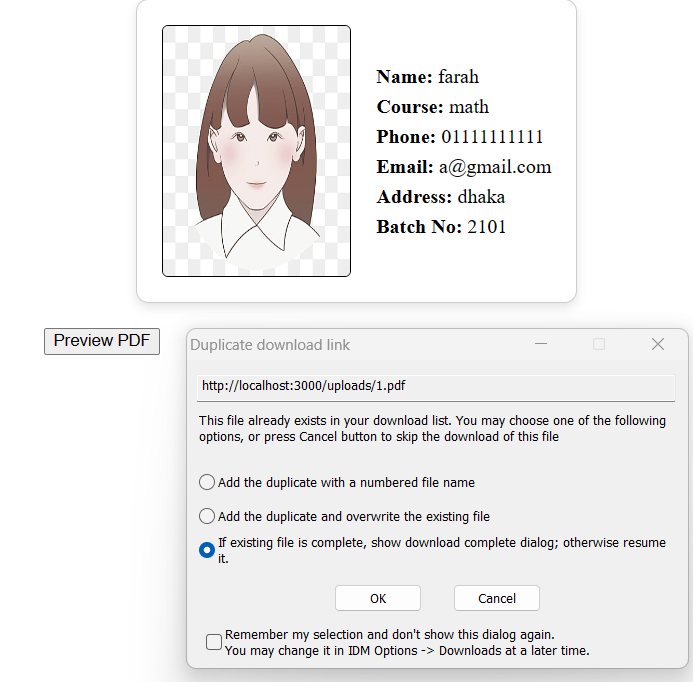 Name: farah
Course: math
Phone: 01111111111
Email: a@gmail.com
Address: dhaka
Batch No: 2101
Preview PDF
Duplicate download link
http://localhost:3000/uploads/1.pdf
This file already exists in your download list. You may choose one of the following
options, or press Cancel button to skip the download of this file
Add the duplicate with a numbered file name
Add the duplicate and overwrite the existing file
If existing file is complete, show download complete dialog; otherwise resume
it.
OK
Cancel
Remember my selection and don't show this dialog again.
You may change it in IDM Options -> Downloads at a later time.